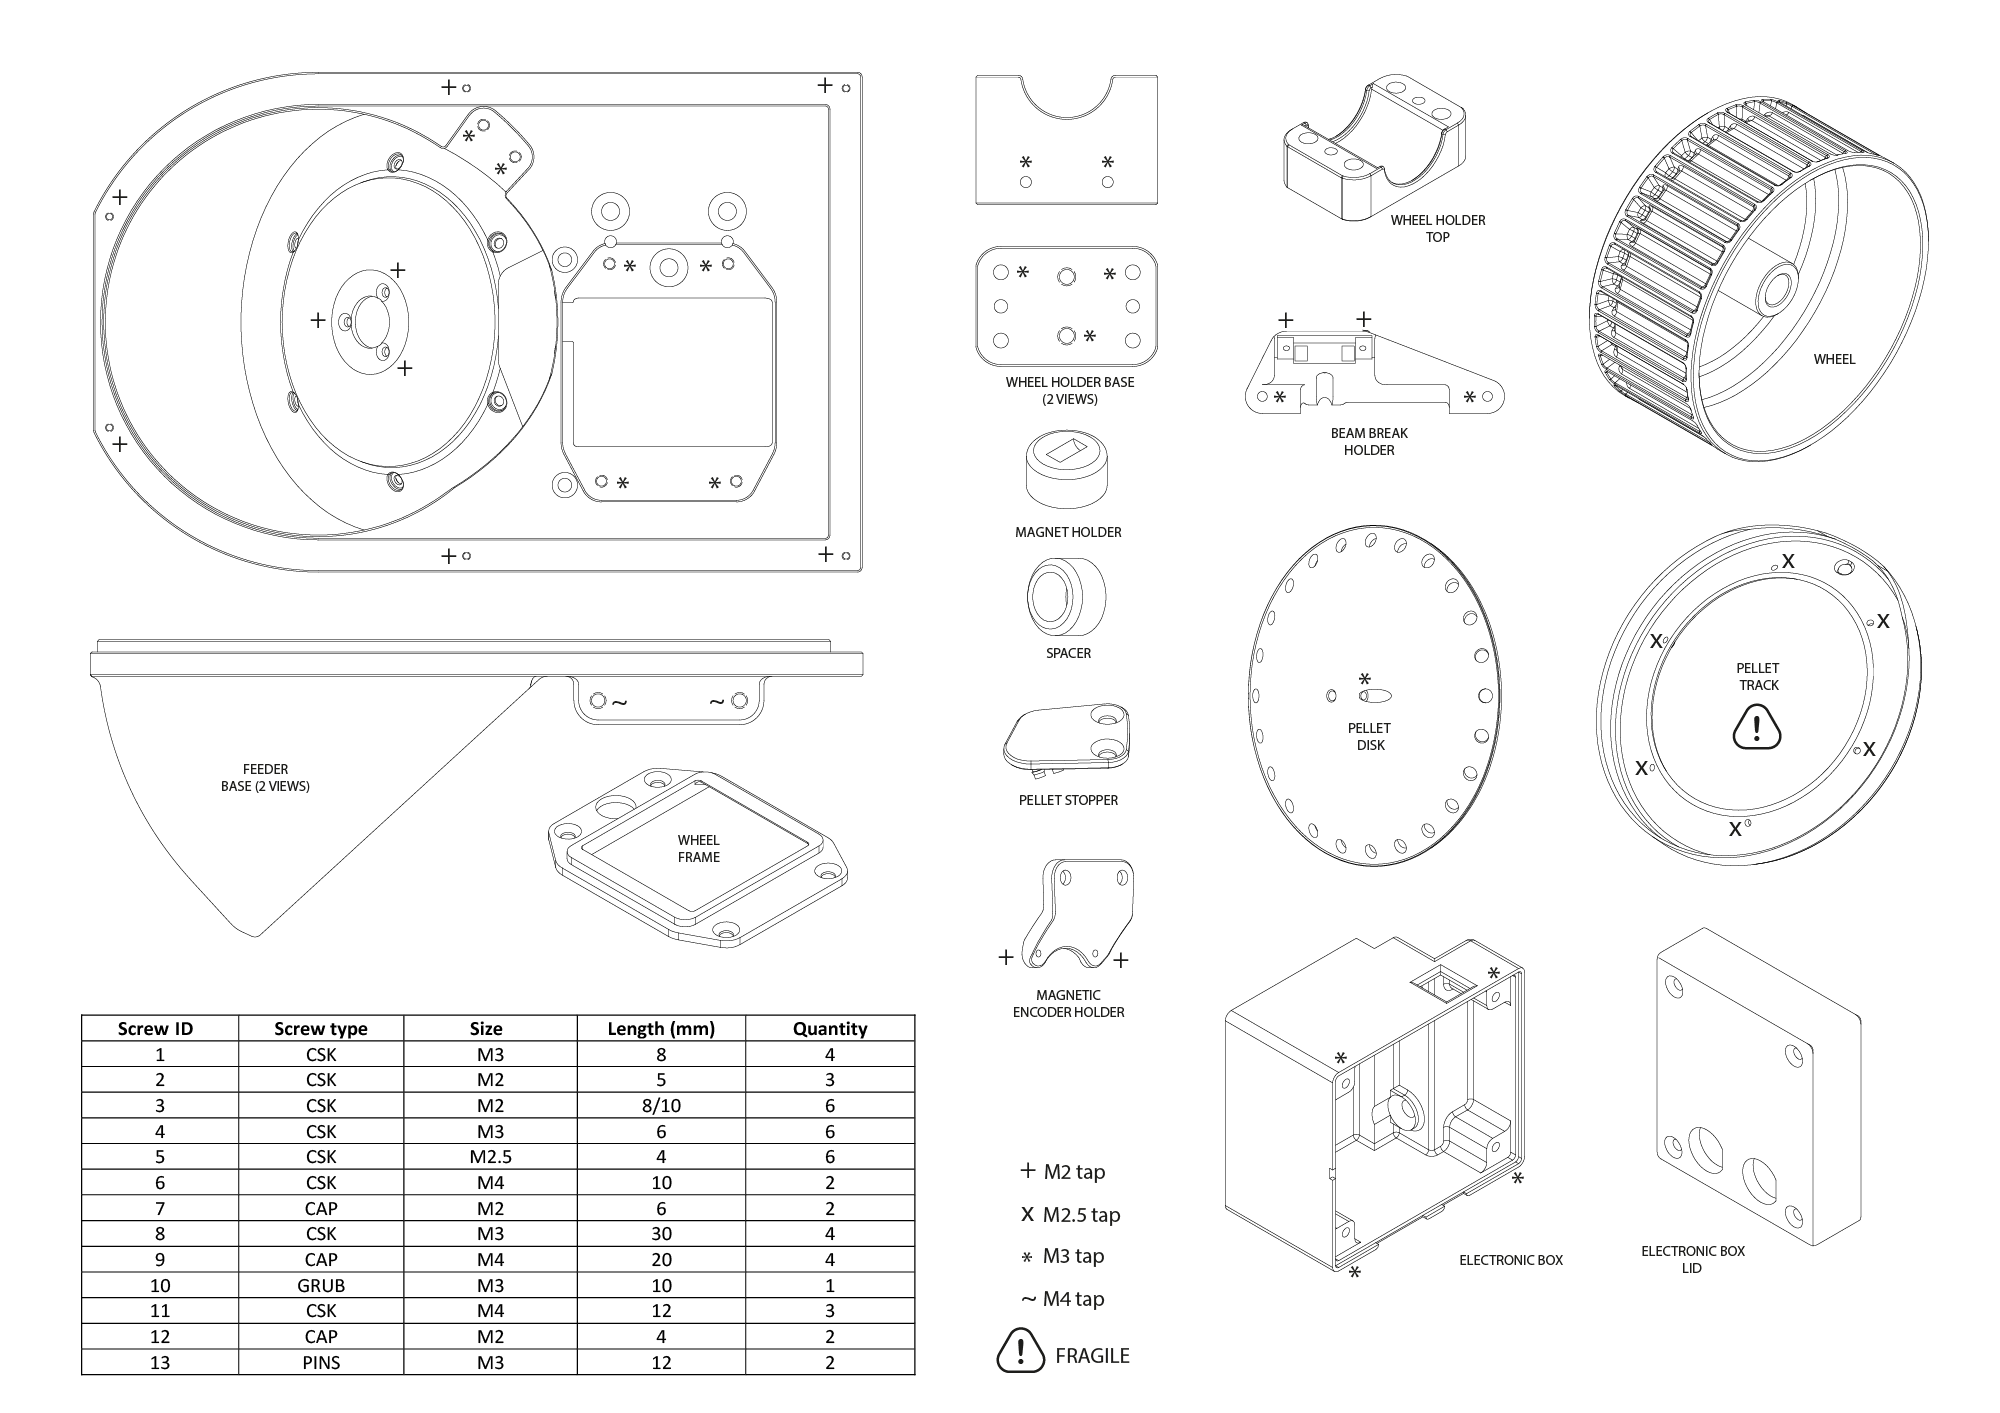 WHEEL HOLDER
TOP
WHEEL
WHEEL HOLDER BASE
(2 VIEWS)
BEAM BREAK
HOLDER
MAGNET HOLDER
SPACER
PELLET
TRACK
PELLET
DISK
FEEDER
BASE (2 VIEWS)
PELLET STOPPER
WHEEL
FRAME
MAGNETIC
ENCODER HOLDER
ELECTRONIC BOX
ELECTRONIC BOX
LID
Screw ID Screw type Size Length (mm) Quantity
1 CSK M3 8 4
2 CSK M2 5 3
3 CSK M2 8/10 6
4 CSK M3 6 6
5 CSK M2.5 4 6
6 CSK M4 10 2
7 CAP M2 6 2
8 CSK M3 30 4
9 CAP M4 20 4
10 GRUB M3 10 1
11 CSK M4 12 3
12 CAP M2 4 2
13 PINS M3 12 2
+ M2 tap
X M2.5 tap
* M3 tap
~ M4 tap
! FRAGILE